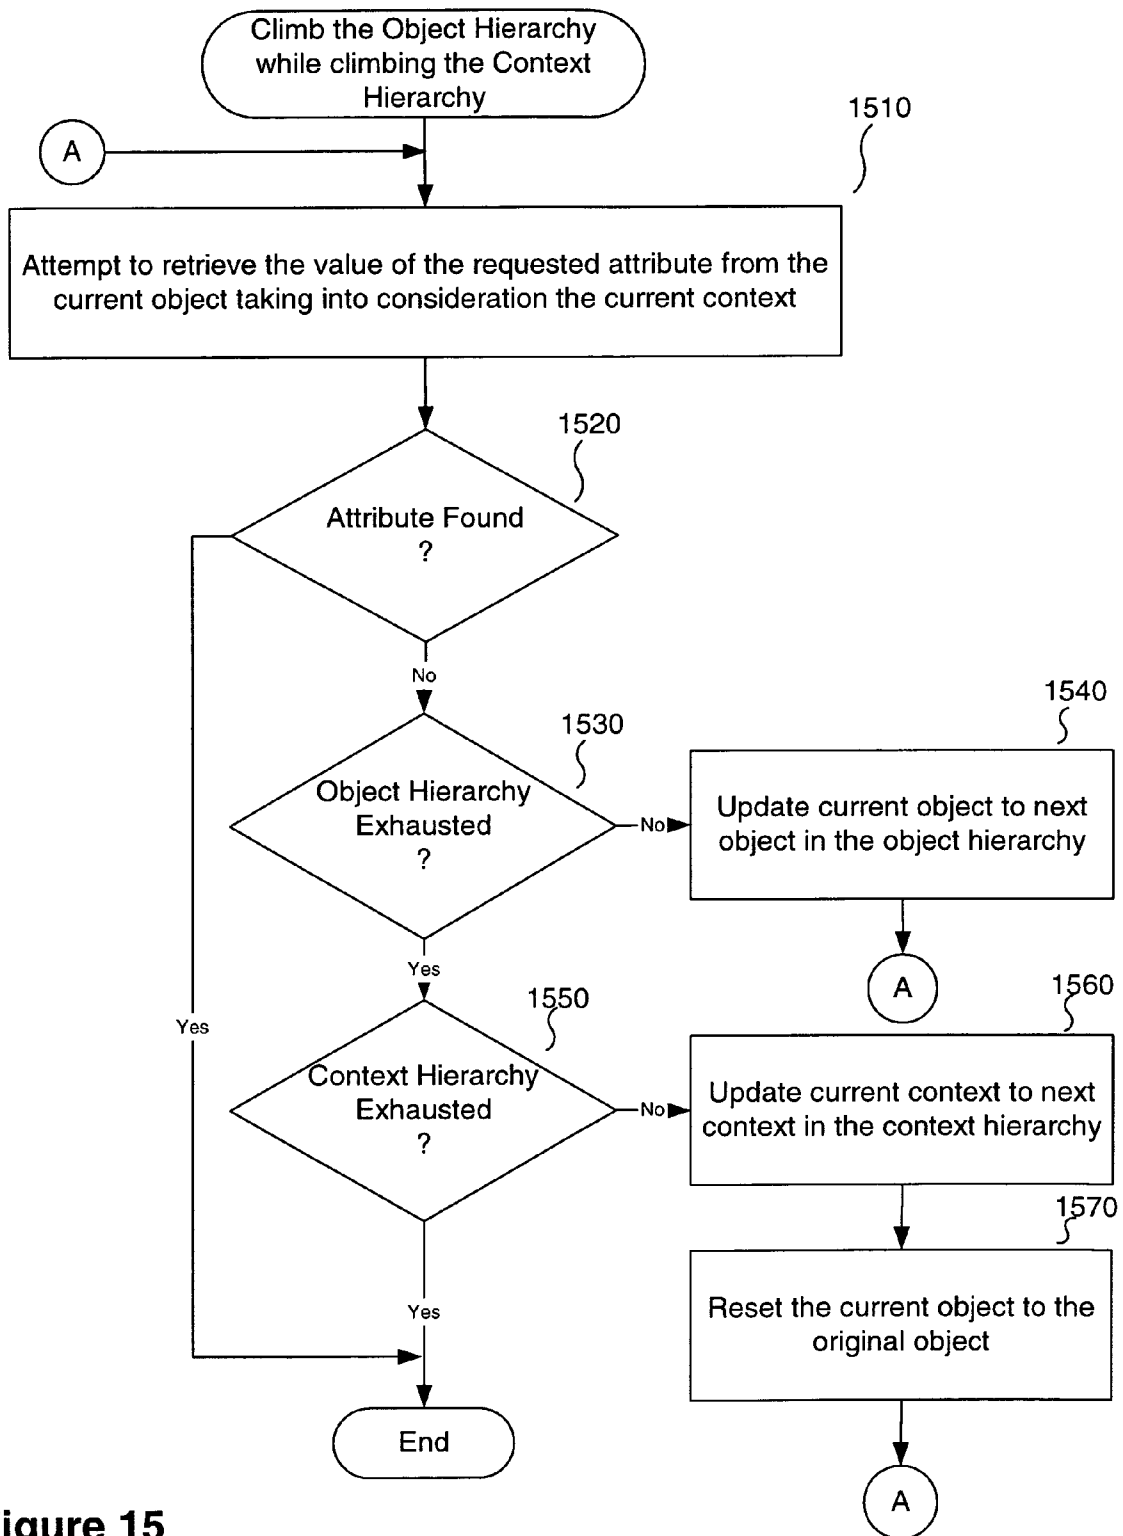 Climb the Object Hierarchy
while climbing the Context
Hierarchy
A
1510
Attempt to retrieve the value of the requested attribute from the
current object taking into consideration the current context
1520
Attribute Found
?
No
1530
1540
Object Hierarchy
Exhausted
?
No
Update current object to next
object in the object hierarchy
Yes
A
1550
1560
Yes
Context Hierarchy
Exhausted
?
No
Update current context to next
context in the context hierarchy
1570
Yes
Reset the current object to the
original object
End
A
igure 15